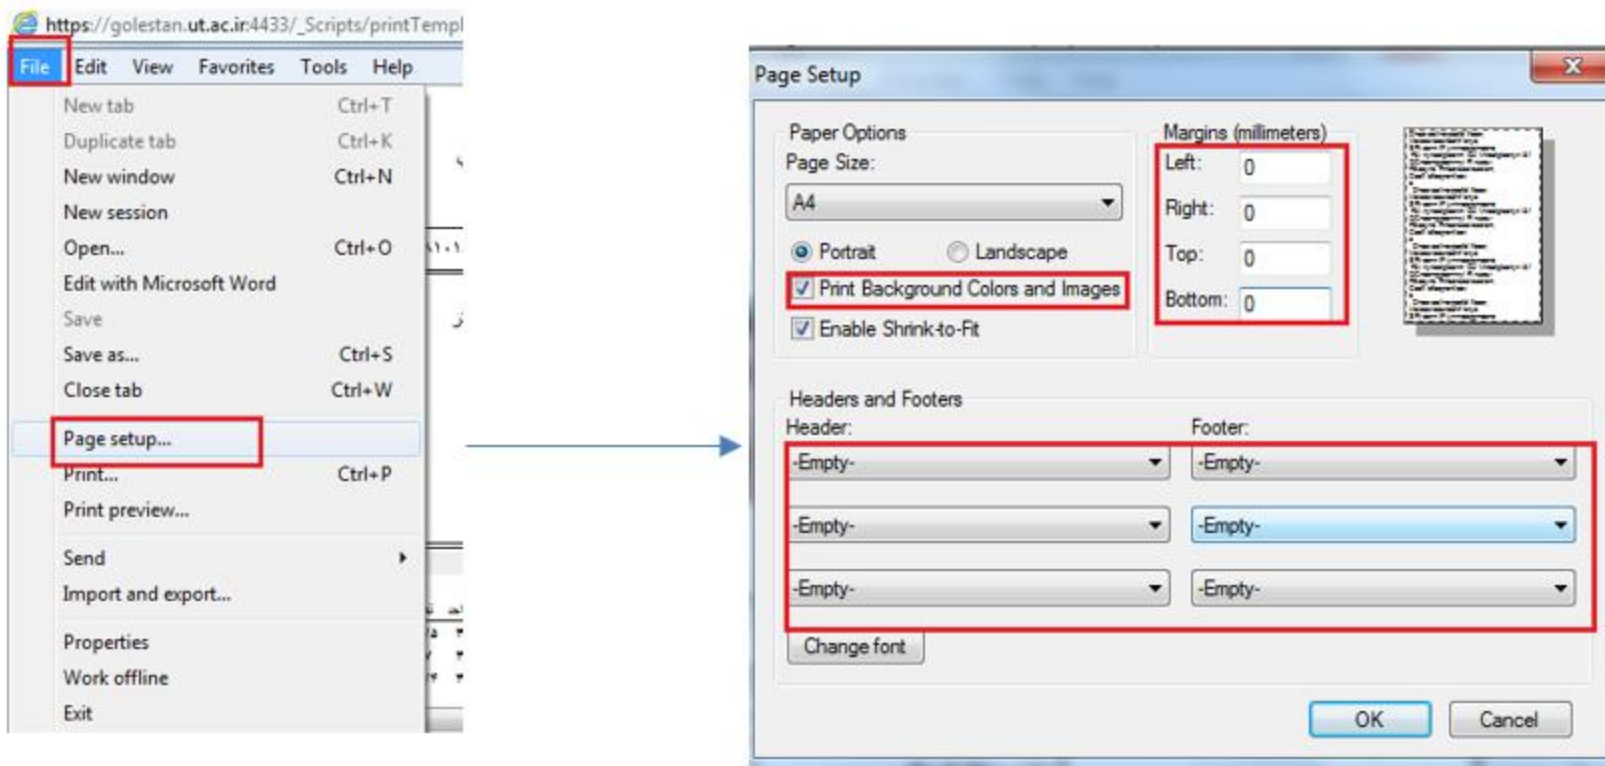 https://golestan.ut.ac.ir:4433/_Scripts/printTempl
File Edit View Favorites Tools Help
New tab Ctrl+T
Duplicate tab Ctrl+K
New window Ctrl+N
New session
Open... Ctrl+O
Edit with Microsoft Word
Save
Save as... Ctrl+S
Close tab Ctrl+W
Page setup...
Print... Ctrl+P
Print preview...
Send
Import and export...
Properties
Work offline
Exit
Page Setup
Paper Options
Page Size:
A4
Portrait Landscape
Print Background Colors and Images
Enable Shrink-to-Fit
Margins (millimeters)
Left: 0
Right: 0
Top: 0
Bottom: 0
Headers and Footers
Header: Footer:
-Empty- -Empty-
-Empty- -Empty-
-Empty- -Empty-
Change font
OK Cancel